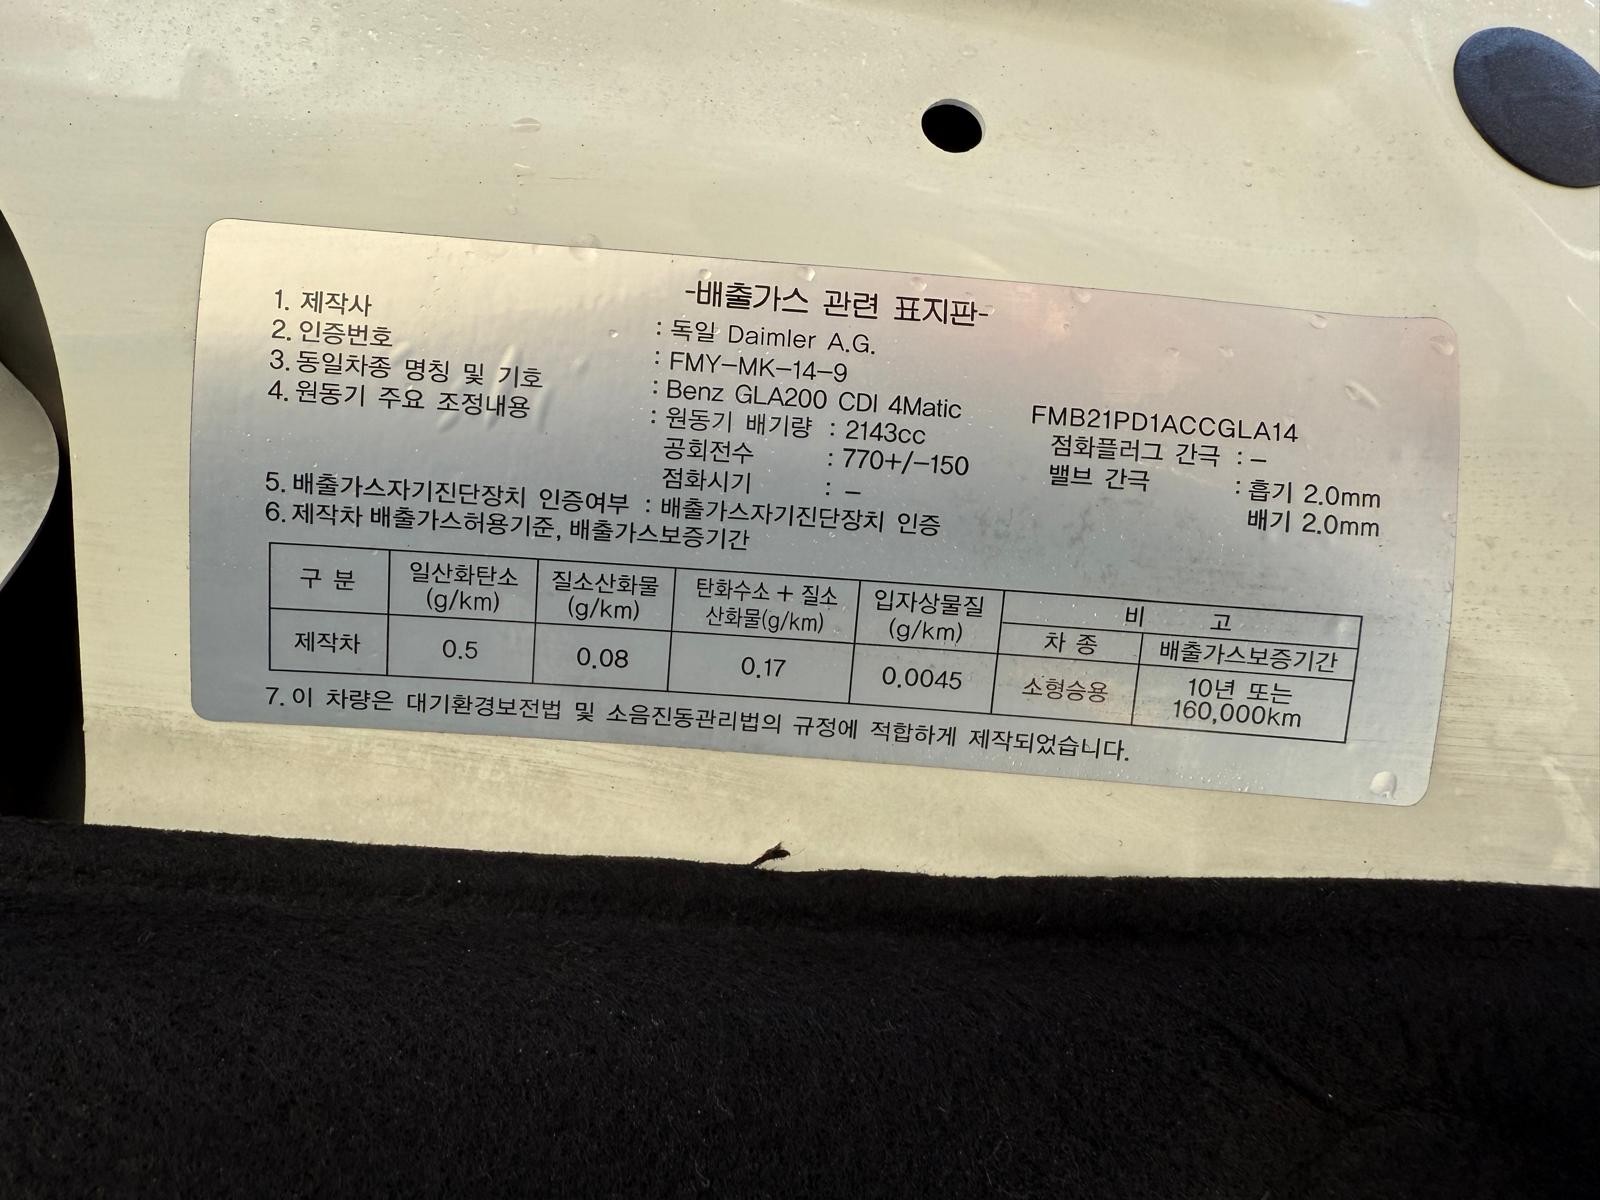 -배출가스 관련 표지판-
1. 제작사 : 독일 Daimler A.G.
2. 인증번호 : FMY-MK-14-9
3. 동일차종 명칭 및 기호 : Benz GLA200 CDI 4Matic FMB21PD1ACCGLA14
4. 원동기 주요 조정내용 : 원동기 배기량 : 2143cc 점화플러그 간극 : -
공회전수 : 770+/-150 밸브 간극 : 흡기 2.0mm
점화시기 : - 배기 2.0mm
5. 배출가스자기진단장치 인증여부 : 배출가스자기진단장치 인증
6. 제작차 배출가스허용기준, 배출가스보증기간
구 분 일산화탄소 (g/km) 질소산화물 (g/km) 탄화수소 + 질소 산화물(g/km) 입자상물질 (g/km) 비 고
차 종 배출가스보증기간
제작차 0.5 0.08 0.17 0.0045 소형승용 10년 또는 160,000km
7. 이 차량은 대기환경보전법 및 소음진동관리법의 규정에 적합하게 제작되었습니다.